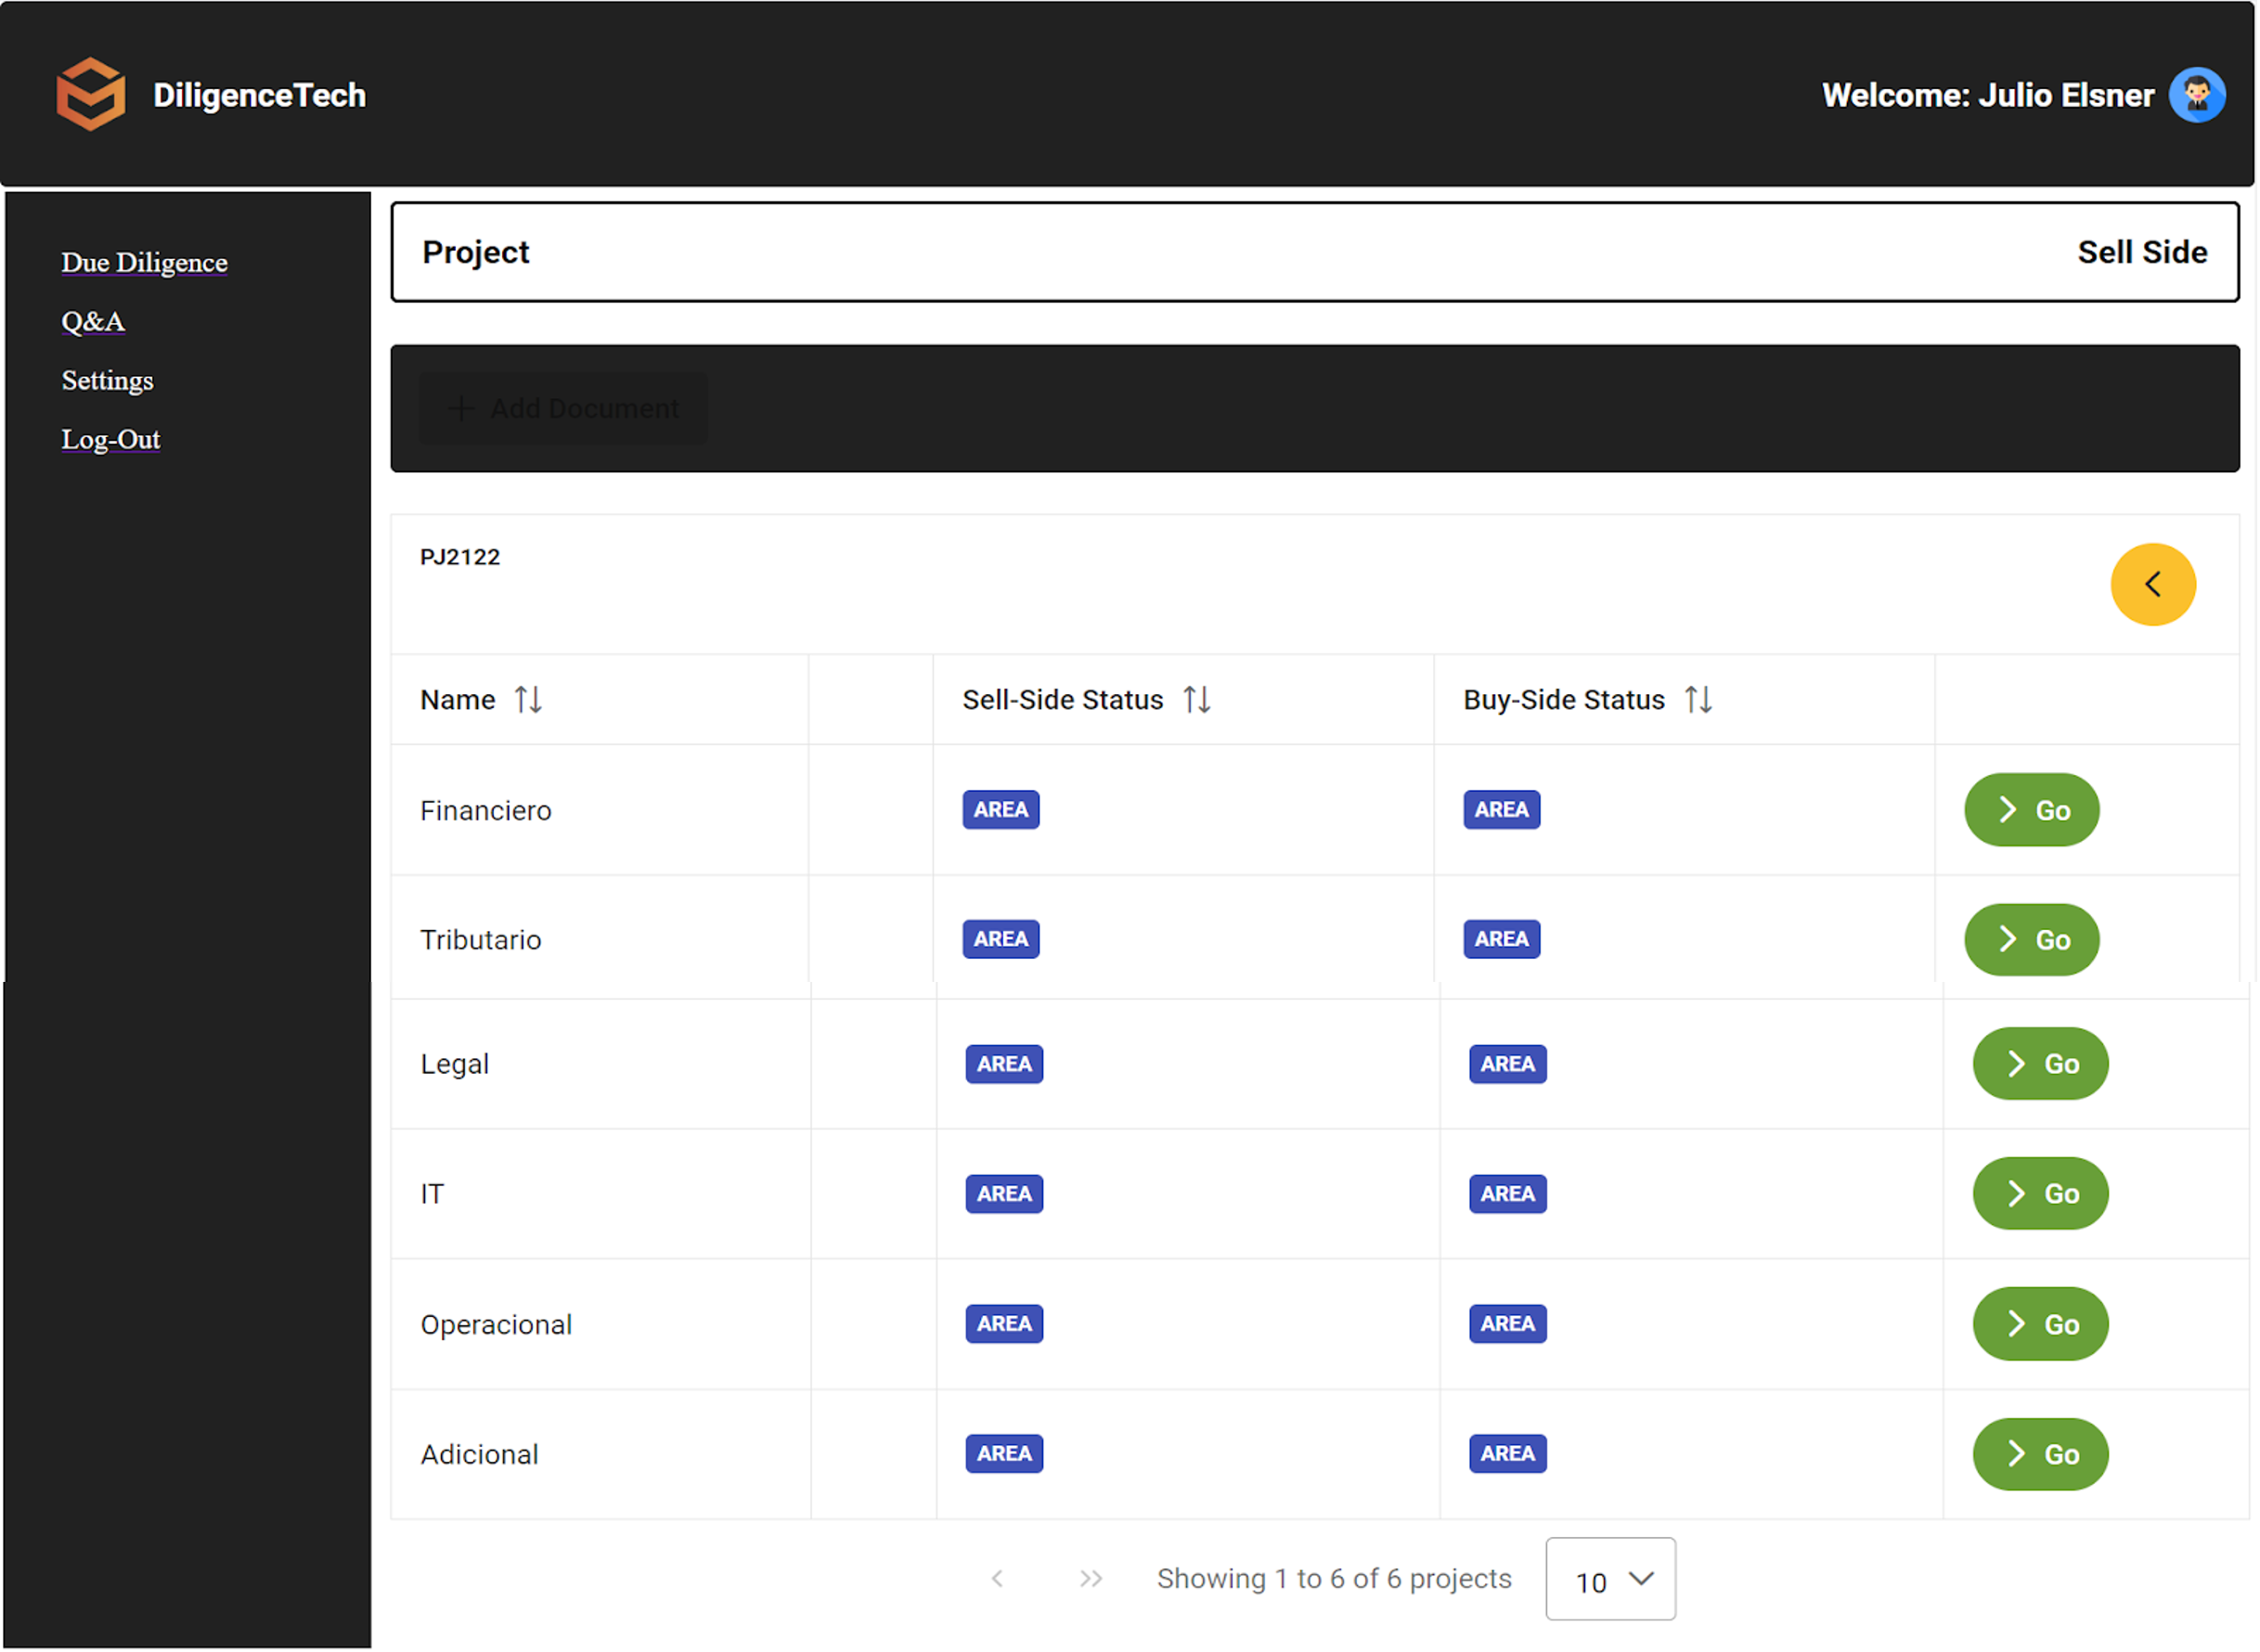 DiligenceTech
Welcome: Julio Elsner
Due Diligence
Q&A
Settings
Log-Out
Project
Sell Side
+ Add Document
PJ2122
Name
Sell-Side Status
Buy-Side Status
Financiero
AREA
AREA
Go
Tributario
AREA
AREA
Go
Legal
AREA
AREA
Go
IT
AREA
AREA
Go
Operacional
AREA
AREA
Go
Adicional
AREA
AREA
Go
Showing 1 to 6 of 6 projects
10